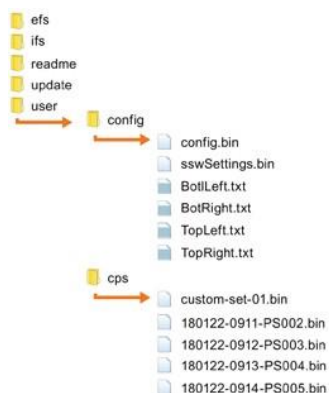 efs
ifs
readme
update
user
config
config.bin
sswSettings.bin
BotlLeft.txt
BotRight.txt
TopLeft.txt
TopRight.txt
cps
custom-set-01.bin
180122-0911-PS002.bin
180122-0912-PS003.bin
180122-0913-PS004.bin
180122-0914-PS005.bin